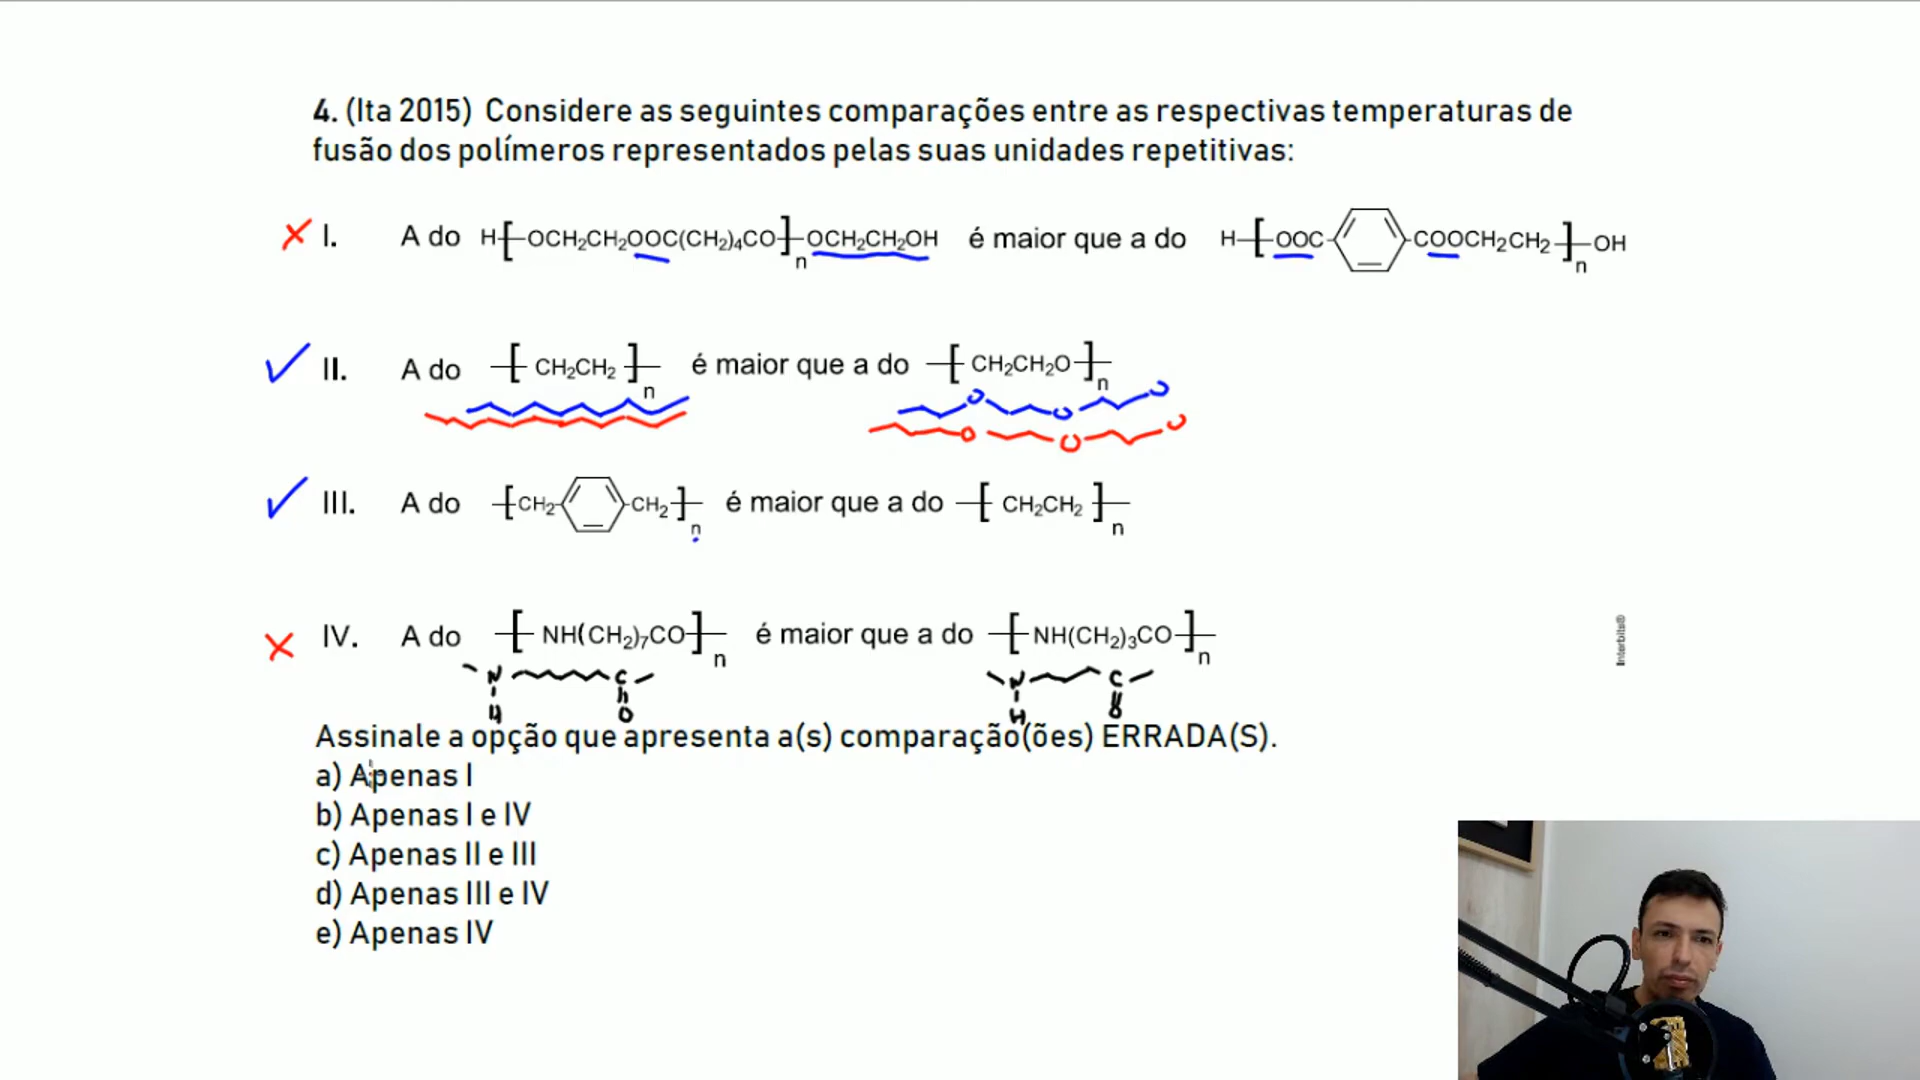 4. (Ita 2015) Considere as seguintes comparações entre as respectivas temperaturas de
fusão dos polímeros representados pelas suas unidades repetitivas:
I. A do H-[-OCH₂CH₂OOC(CH₂)₄CO-]ₙ-OCH₂CH₂OH é maior que a do H-[-OOC- -COOCH₂CH₂-]ₙ-OH
II. A do -[-CH₂CH₂-]ₙ- é maior que a do -[-CH₂CH₂O-]ₙ-
O O O
O O O
III. A do -[-CH₂- -CH₂-]ₙ- é maior que a do -[-CH₂CH₂-]ₙ-
IV. A do -[-NH(CH₂)₇CO-]ₙ- é maior que a do -[-NH(CH₂)₃CO-]ₙ-
N C N C
H O H O
Interbits®
Assinale a opção que apresenta a(s) comparação(ões) ERRADA(S).
a) Apenas I
b) Apenas I e IV
c) Apenas II e III
d) Apenas III e IV
e) Apenas IV